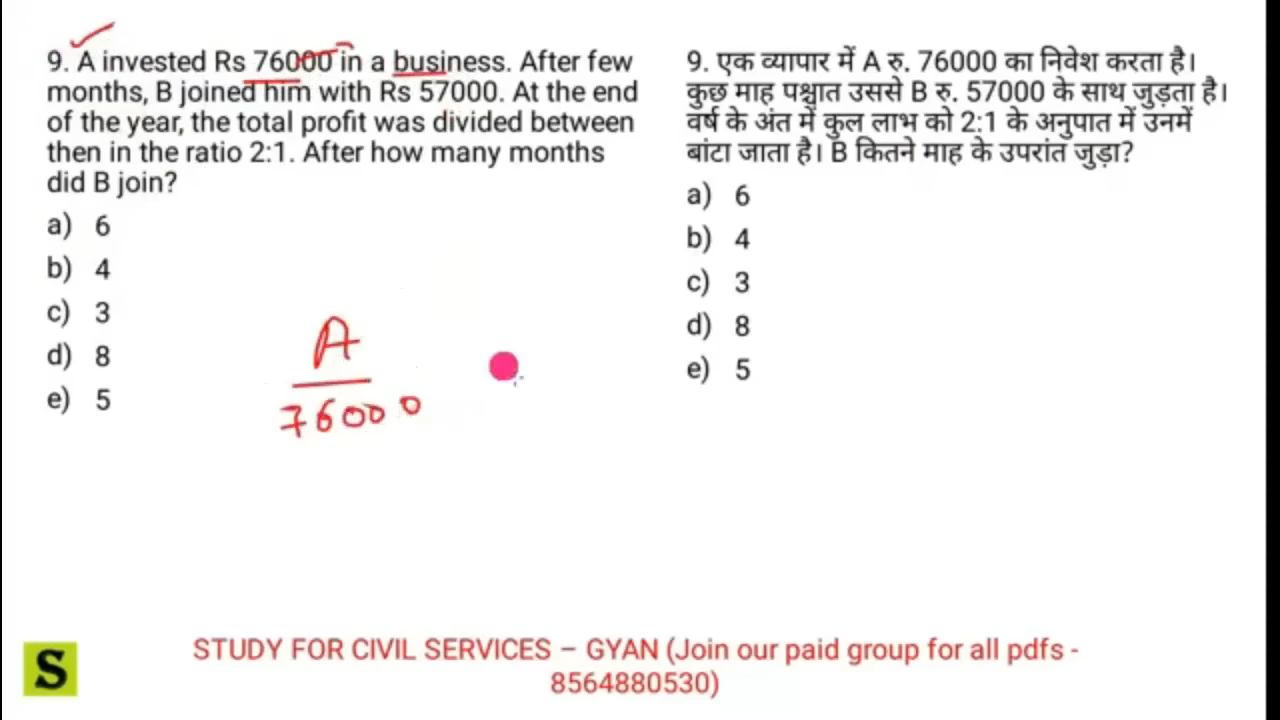 9. A invested Rs 76000 in a business. After few
months, B joined him with Rs 57000. At the end
of the year, the total profit was divided between
then in the ratio 2:1. After how many months
did B join?
a) 6
b) 4
c) 3
d) 8
e) 5
A
76000
9. एक व्यापार में A रु. 76000 का निवेश करता है।
कुछ माह पश्चात उससे B रु. 57000 के साथ जुड़ता है।
वर्ष के अंत में कुल लाभ को 2:1 के अनुपात में उनमें
बांटा जाता है। B कितने माह के उपरांत जुड़ा?
a) 6
b) 4
c) 3
d) 8
e) 5
S
STUDY FOR CIVIL SERVICES – GYAN (Join our paid group for all pdfs -
8564880530)